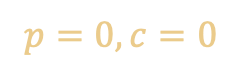 p = 0, c = 0